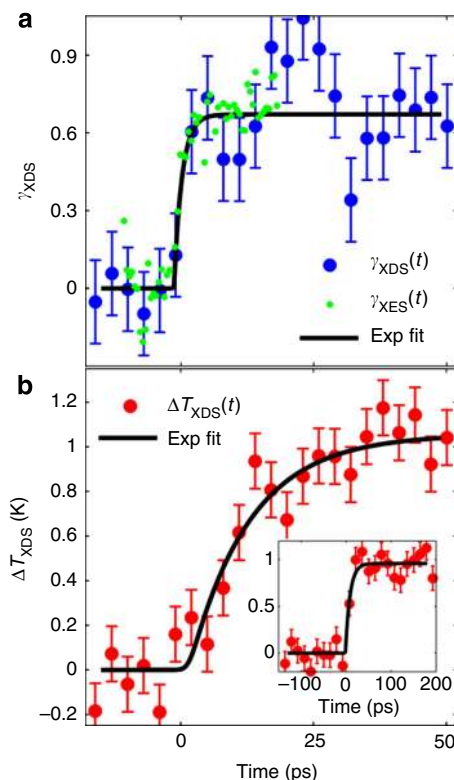 a
0.9
0.6
0.3
0
γXDS
γXDS(t)
γXES(t)
Exp fit
b
1.2
1
0.8
0.6
0.4
0.2
0
−0.2
ΔTXDS (K)
ΔTXDS(t)
Exp fit
1
0.5
0
−100 0 100 200
Time (ps)
0 25 50
Time (ps)